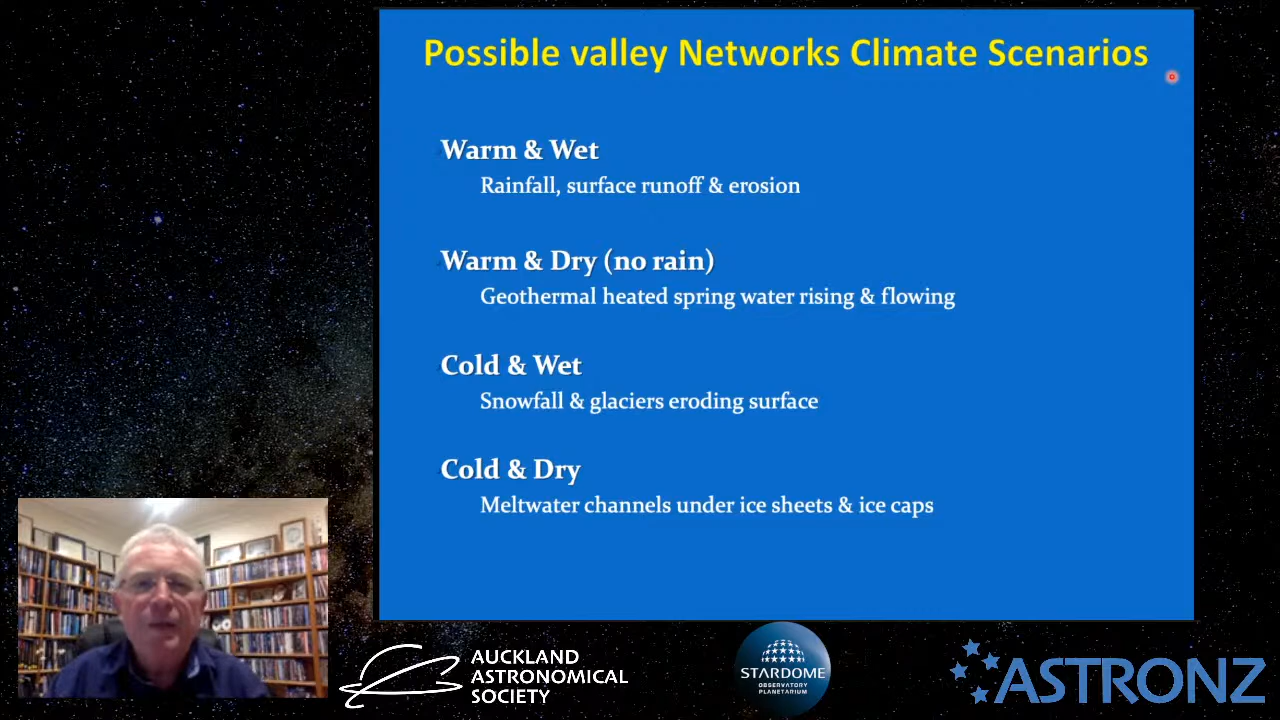 Possible valley Networks Climate Scenarios
Warm & Wet
Rainfall, surface runoff & erosion
Warm & Dry (no rain)
Geothermal heated spring water rising & flowing
Cold & Wet
Snowfall & glaciers eroding surface
Cold & Dry
Meltwater channels under ice sheets & ice caps
AUCKLAND
ASTRONOMICAL
SOCIETY
STARDOME
OBSERVATORY
PLANETARIUM
ASTRONZ